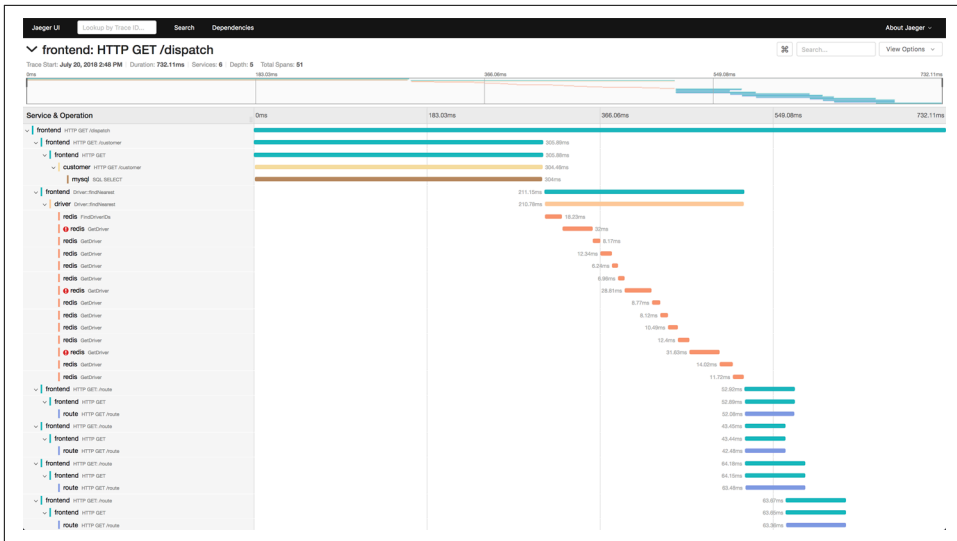 Jaeger UI Lookup by Trace ID... Search Dependencies About Jaeger
frontend: HTTP GET /dispatch ⌘ Search... View Options
Trace Start: July 20, 2018 2:48 PM | Duration: 732.11ms | Services: 6 | Depth: 5 | Total Spans: 51
0ms 183.03ms 366.06ms 549.08ms 732.11ms
Service & Operation 0ms 183.03ms 366.06ms 549.08ms 732.11ms
frontend HTTP GET /dispatch
frontend HTTP GET: /customer 305.89ms
frontend HTTP GET 305.89ms
customer HTTP GET /customer 304.48ms
mysql SQL SELECT 304ms
frontend Driver::findNearest 211.15ms
driver Driver::findNearest 210.78ms
redis FindDriverIDs 18.23ms
redis GetDriver 32ms
redis GetDriver 8.17ms
redis GetDriver 12.34ms
redis GetDriver 6.24ms
redis GetDriver 6.98ms
redis GetDriver 28.81ms
redis GetDriver 8.77ms
redis GetDriver 8.12ms
redis GetDriver 10.49ms
redis GetDriver 12.4ms
redis GetDriver 31.63ms
redis GetDriver 14.02ms
redis GetDriver 11.72ms
frontend HTTP GET: /route 52.92ms
frontend HTTP GET 52.89ms
route HTTP GET /route 52.08ms
frontend HTTP GET: /route 43.45ms
frontend HTTP GET 43.44ms
route HTTP GET /route 42.48ms
frontend HTTP GET: /route 64.18ms
frontend HTTP GET 64.15ms
route HTTP GET /route 63.48ms
frontend HTTP GET: /route 63.67ms
frontend HTTP GET 63.65ms
route HTTP GET /route 63.38ms